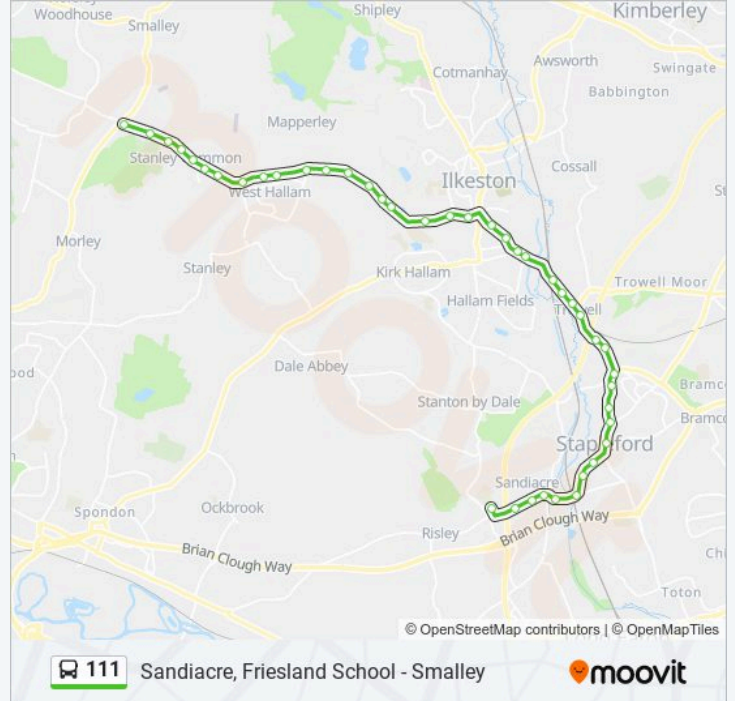 Shipley
Kimberley
Woodhouse
Smalley
Awsworth
Swingate
Cotmanhay
Babbington
Mapperley
Stanley Common
Cossall
Ilkeston
West Hallam
Morley
Stanley
Kirk Hallam
Trowell Moor
Hallam Fields
Trowell
Dale Abbey
Stanton by Dale
Stapleford
Sandiacre
Ockbrook
Spondon
Risley
Brian Clough Way
Brian Clough Way
Toton
© OpenStreetMap contributors | © OpenMapTiles
111 Sandiacre, Friesland School - Smalley
moovit